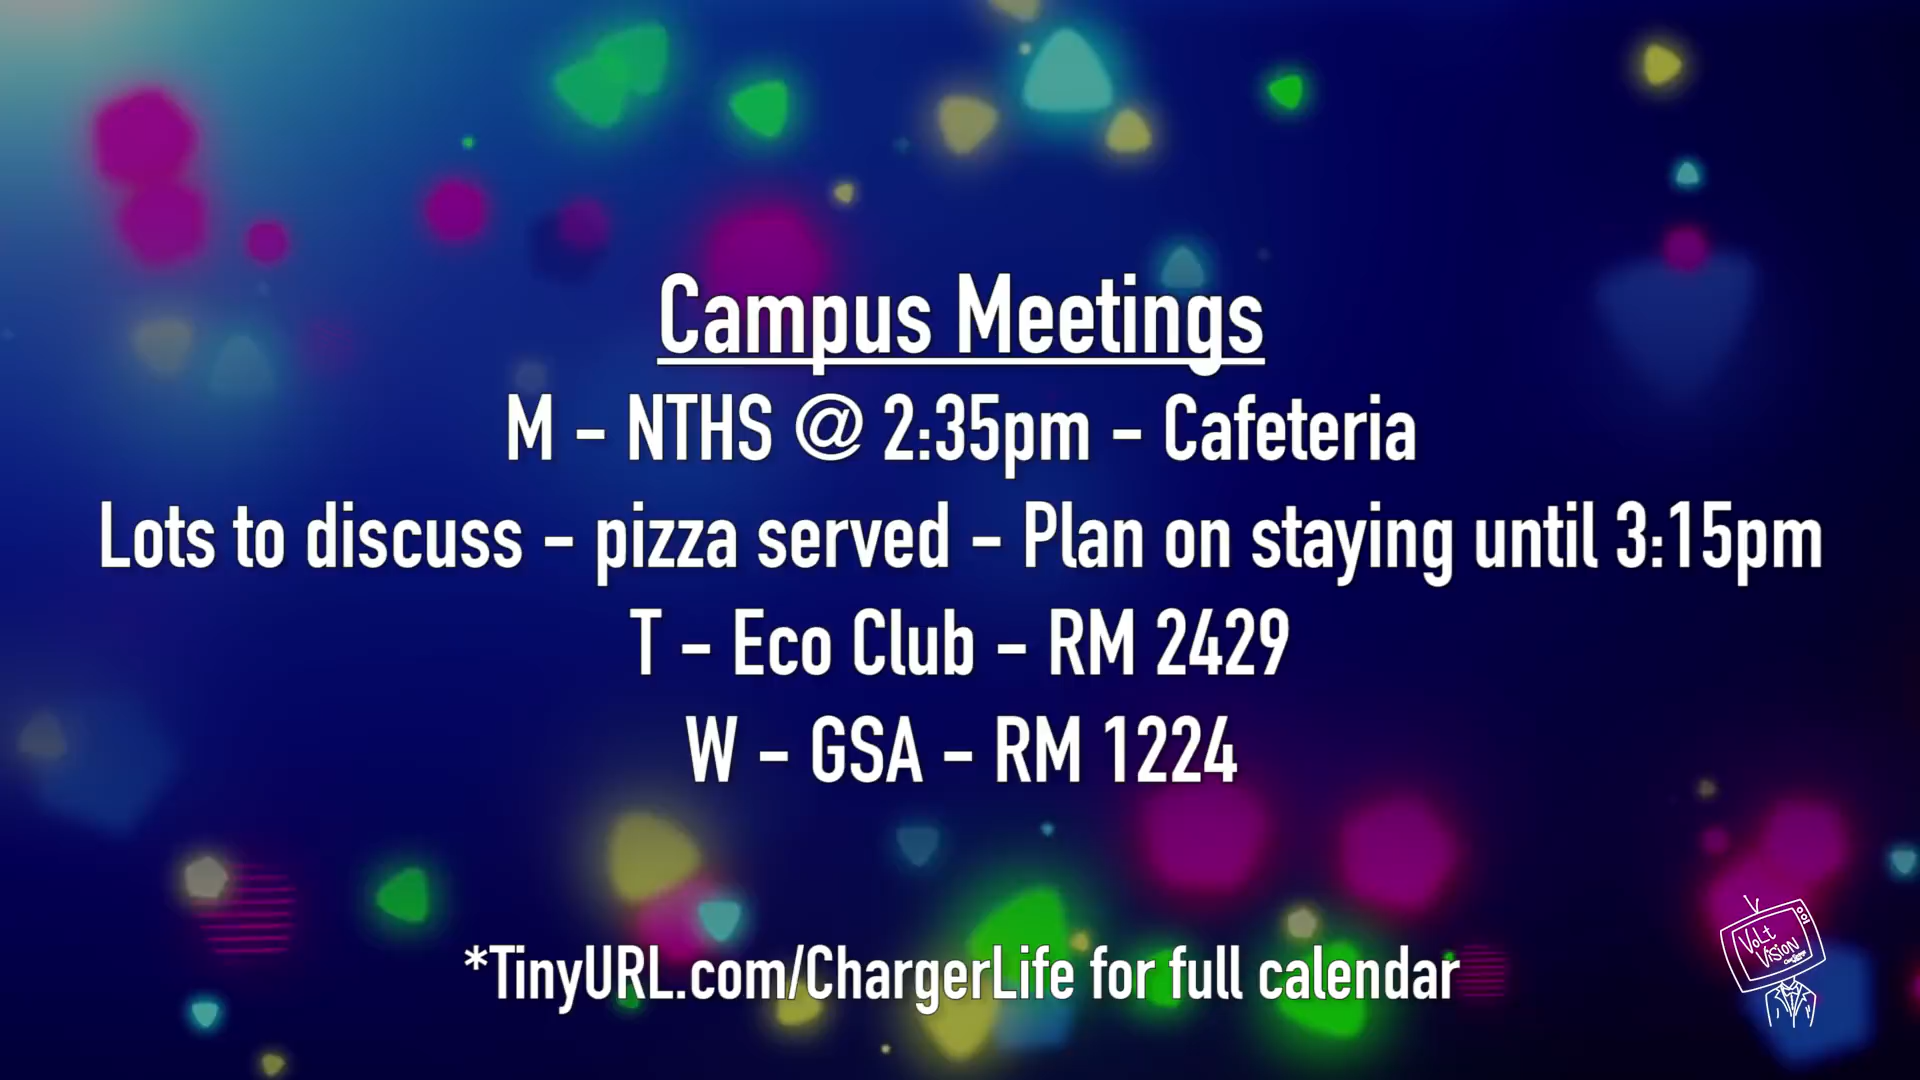 Campus Meetings
M - NTHS @ 2:35pm - Cafeteria
Lots to discuss - pizza served - Plan on staying until 3:15pm
T - Eco Club - RM 2429
W - GSA - RM 1224
*TinyURL.com/ChargerLife for full calendar
Volt
Vision